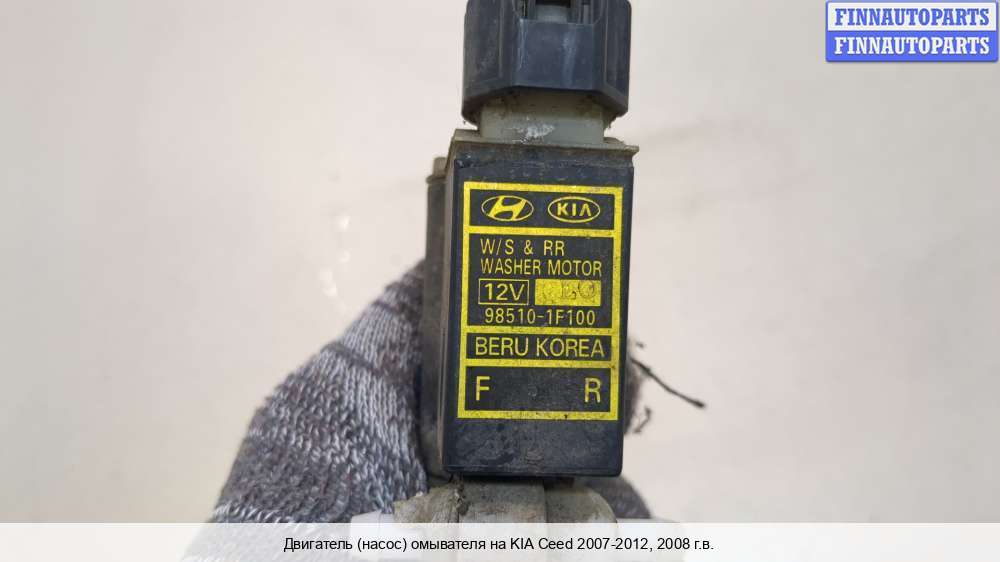 FINNAUTOPARTS
FINNAUTOPARTS
KIA
W/S & RR
WASHER MOTOR
12V
98510-1F100
BERU KOREA
F R
Двигатель (насос) омывателя на KIA Ceed 2007-2012, 2008 г.в.